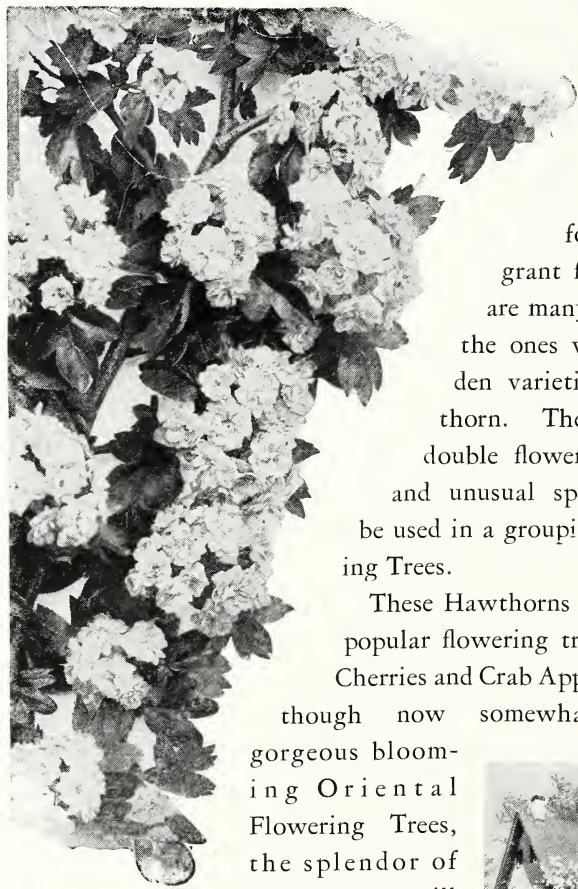 fo
grant f
are many
the ones w
den varieti
thorn. The
double flower
and unusual sp
be used in a groupi
ing Trees.
These Hawthorns
popular flowering tr
Cherries and Crab App
though now somewha
gorgeous bloom-
ing Oriental
Flowering Trees,
the splendor of